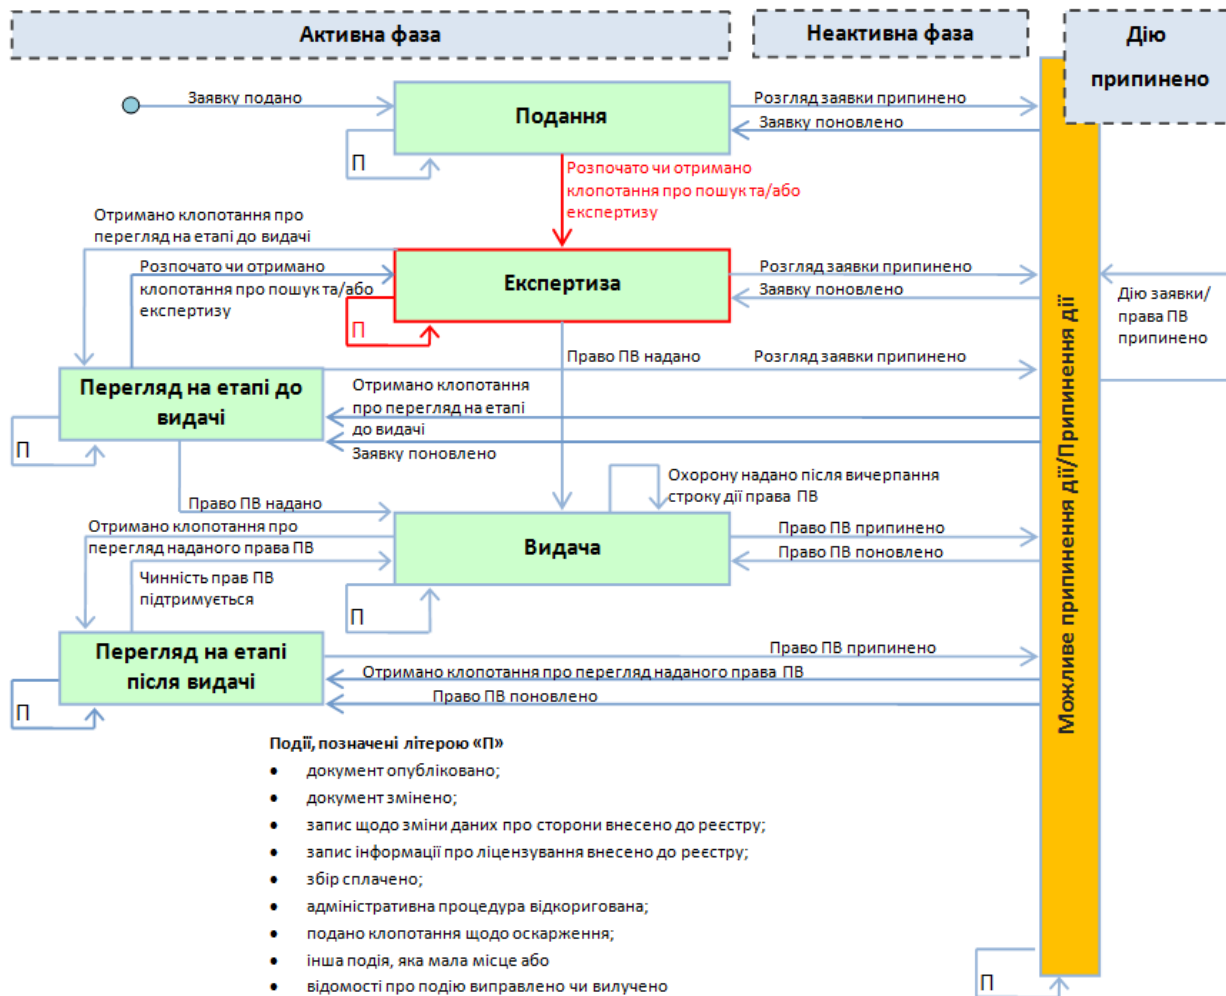 Активна фаза
Неактивна фаза
Дію
припинено
Заявку подано
Подання
Розгляд заявки припинено
Заявку поновлено
П
Розпочато чи отримано
клопотання про пошук та/або
експертизу
Отримано клопотання про
перегляд на етапі до видачі
Розпочато чи отримано
клопотання про пошук та/або
експертизу
Експертиза
Розгляд заявки припинено
Заявку поновлено
П
Дію заявки/
права ПВ
припинено
Право ПВ надано
Розгляд заявки припинено
Перегляд на етапі до
видачі
Отримано клопотання
про перегляд на етапі
до видачі
Заявку поновлено
П
Охорону надано після вичерпання
строку дії права ПВ
Право ПВ надано
Отримано клопотання про
перегляд наданого права ПВ
Видача
Право ПВ припинено
Право ПВ поновлено
Чинність прав ПВ
підтримується
П
Перегляд на етапі
після видачі
Право ПВ припинено
Отримано клопотання про перегляд наданого права ПВ
Право ПВ поновлено
П
Можливе припинення дії/Припинення дії
Події, позначені літерою «П»
• документ опубліковано;
• документ змінено;
• запис щодо зміни даних про сторони внесено до реєстру;
• запис інформації про ліцензування внесено до реєстру;
• збір сплачено;
• адміністративна процедура відкоригована;
• подано клопотання щодо оскарження;
• інша подія, яка мала місце або
• відомості про подію виправлено чи вилучено
П